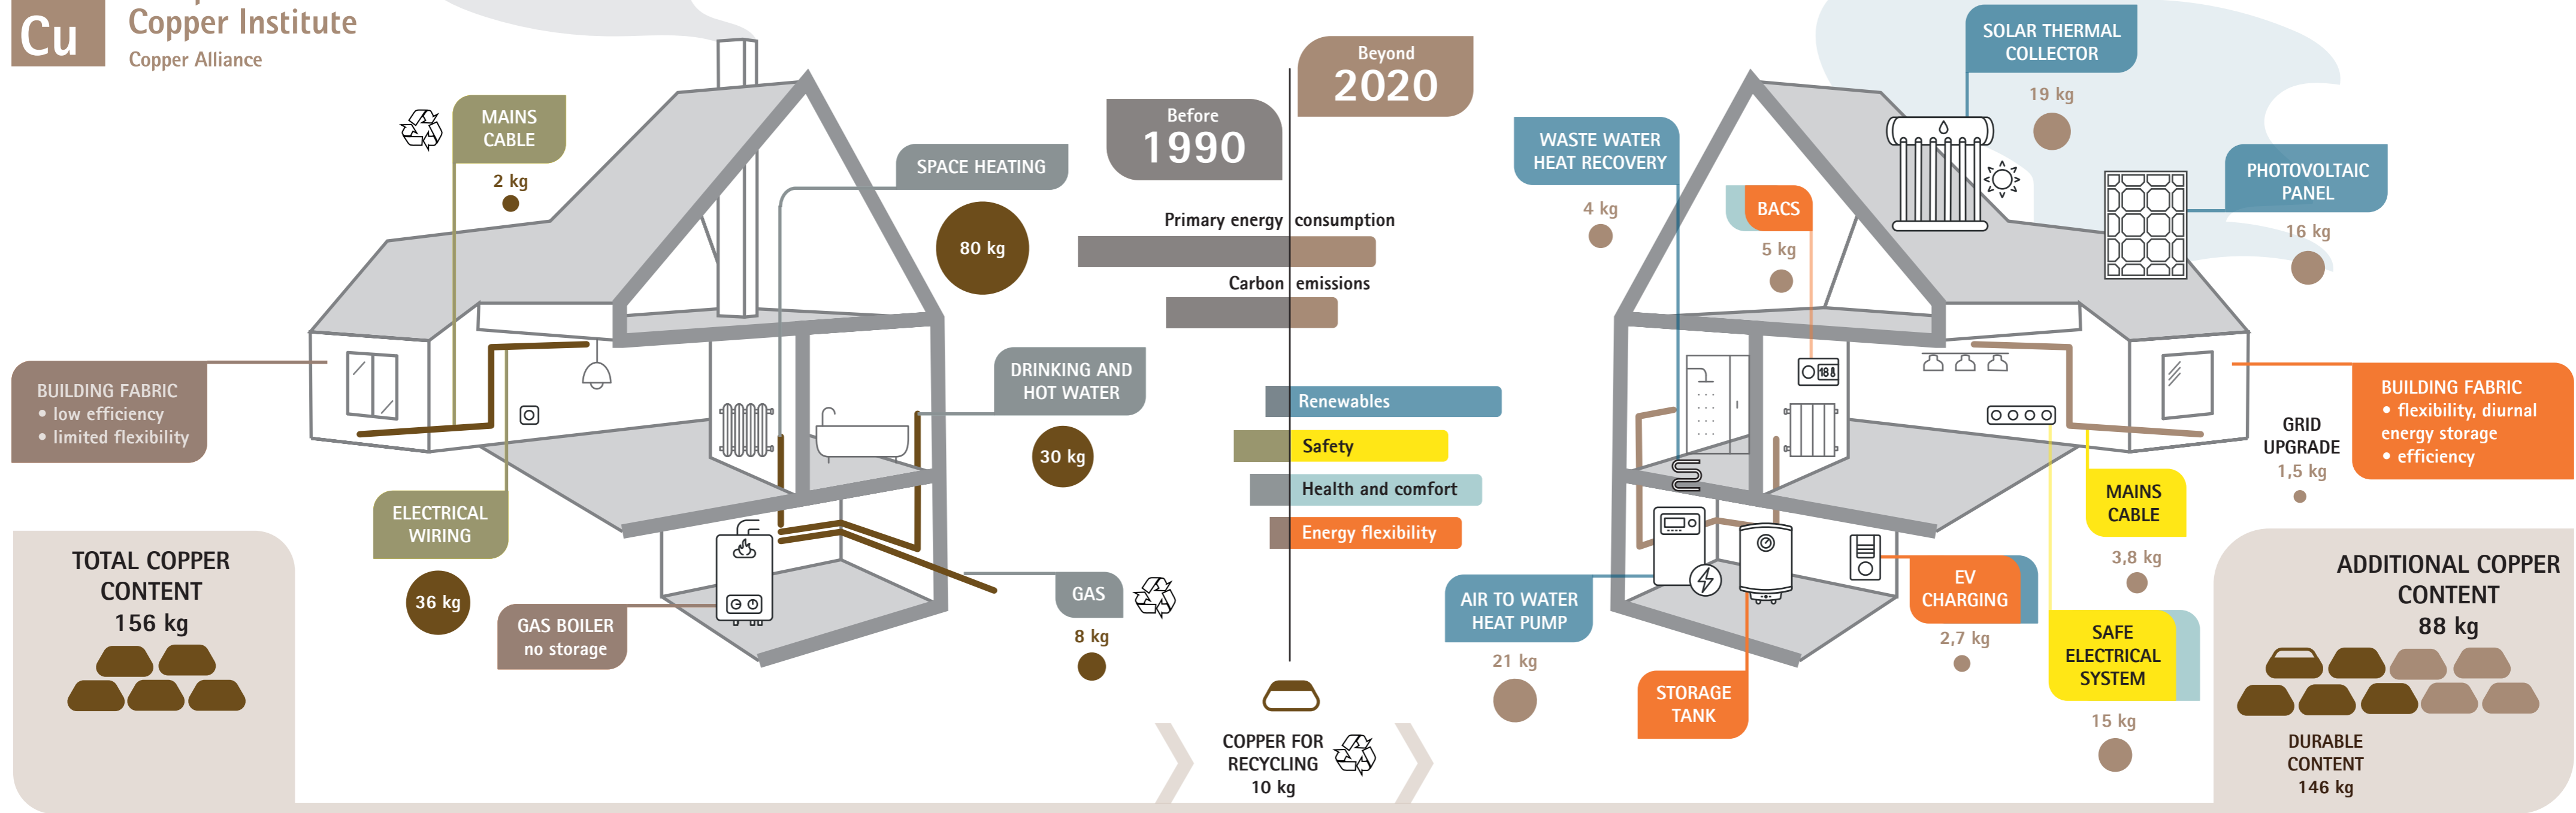 Cu
Copper Institute
Copper Alliance
MAINS
CABLE
2 kg
SPACE HEATING
80 kg
BUILDING FABRIC
• low efficiency
• limited flexibility
DRINKING AND
HOT WATER
30 kg
ELECTRICAL
WIRING
36 kg
GAS BOILER
no storage
GAS
8 kg
TOTAL COPPER
CONTENT
156 kg
Before
1990
Beyond
2020
Primary energy consumption
Carbon emissions
Renewables
Safety
Health and comfort
Energy flexibility
COPPER FOR
RECYCLING
10 kg
WASTE WATER
HEAT RECOVERY
4 kg
BACS
5 kg
SOLAR THERMAL
COLLECTOR
19 kg
PHOTOVOLTAIC
PANEL
16 kg
18
BUILDING FABRIC
• flexibility, diurnal
energy storage
• efficiency
GRID
UPGRADE
1,5 kg
MAINS
CABLE
3,8 kg
AIR TO WATER
HEAT PUMP
21 kg
STORAGE
TANK
EV
CHARGING
2,7 kg
SAFE
ELECTRICAL
SYSTEM
15 kg
ADDITIONAL COPPER
CONTENT
88 kg
DURABLE
CONTENT
146 kg